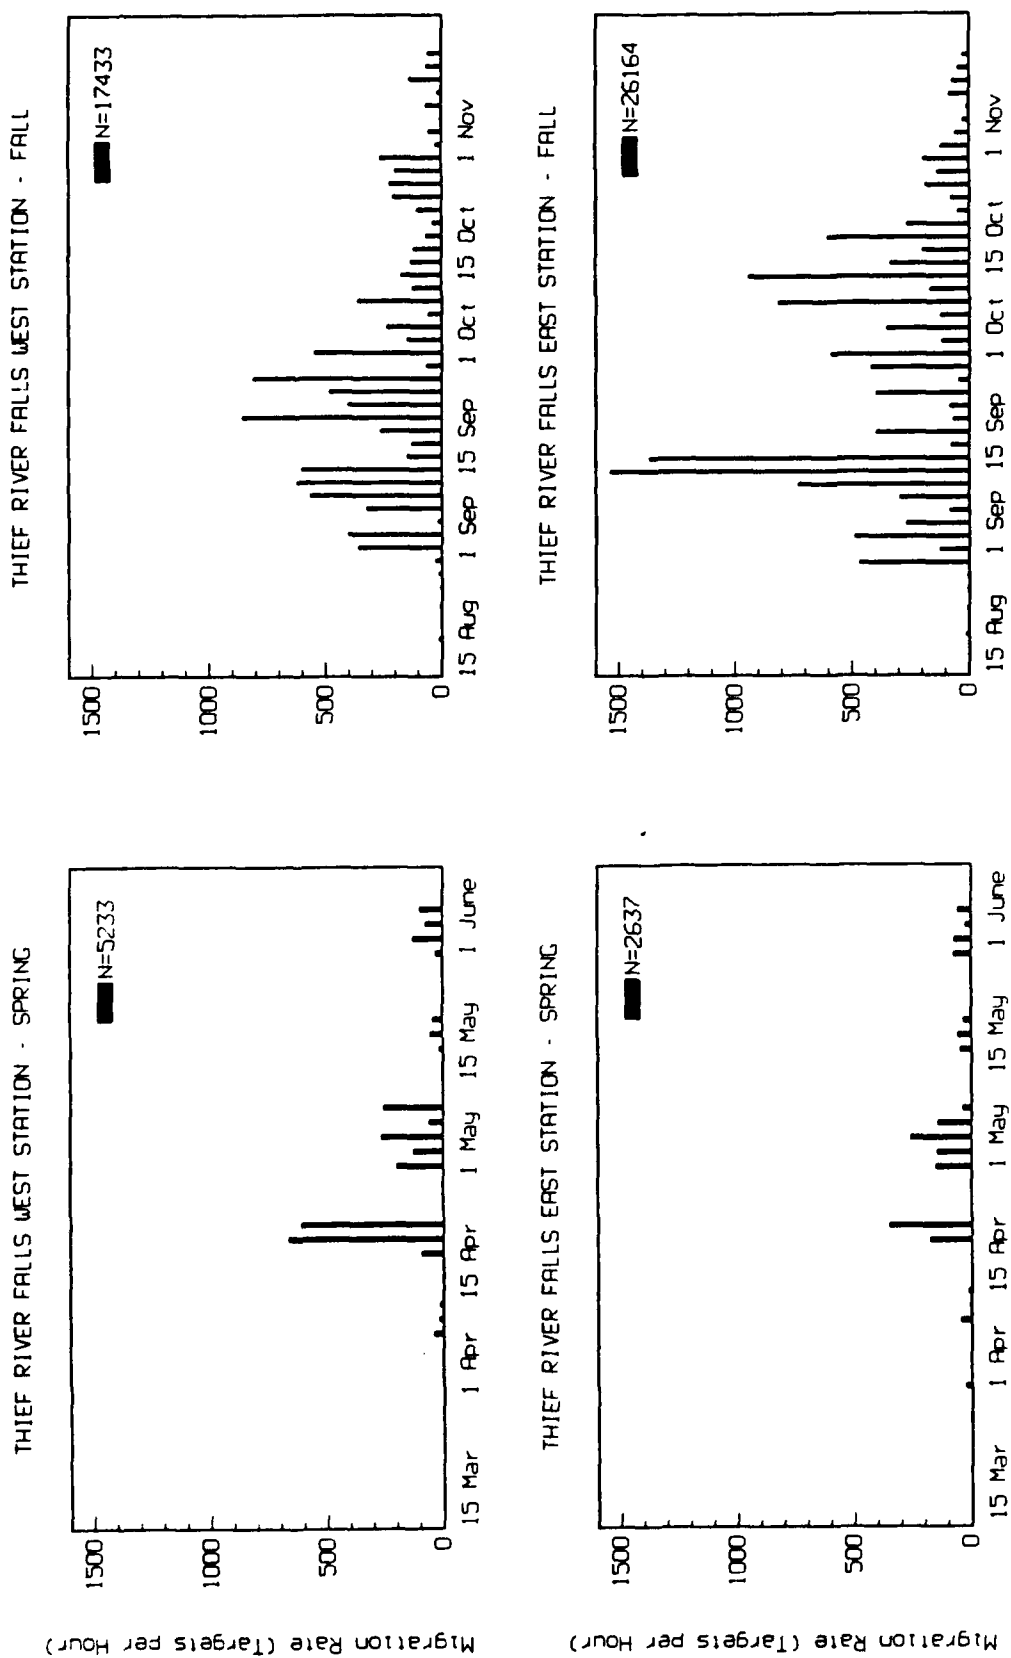 THIEF RIVER FALLS WEST STATION - SPRING
N=5233
1500
1000
500
0
15 Mar
1 Apr
15 Apr
1 May
15 May
1 June
Migration Rate (Targets per Hour)
THIEF RIVER FALLS WEST STATION - FALL
N=17433
1500
1000
500
0
15 Aug
1 Sep
15 Sep
1 Oct
15 Oct
1 Nov
THIEF RIVER FALLS EAST STATION - SPRING
N=2637
1500
1000
500
0
15 Mar
1 Apr
15 Apr
1 May
15 May
1 June
Migration Rate (Targets per Hour)
THIEF RIVER FALLS EAST STATION - FALL
N=26164
1500
1000
500
0
15 Aug
1 Sep
15 Sep
1 Oct
15 Oct
1 Nov